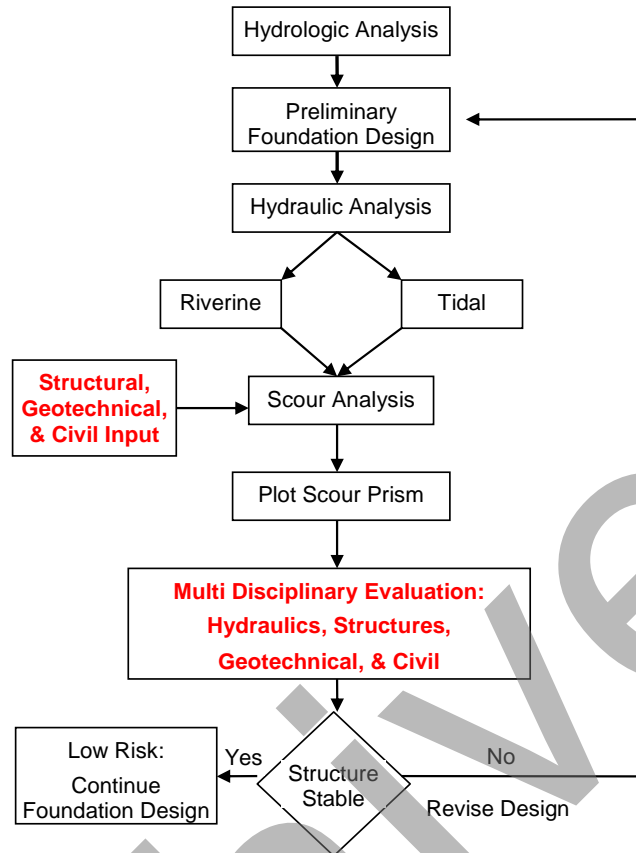 Hydrologic Analysis
Preliminary
Foundation Design
Hydraulic Analysis
Riverine
Tidal
Structural,
Geotechnical,
& Civil Input
Scour Analysis
Plot Scour Prism
Multi Disciplinary Evaluation:
Hydraulics, Structures,
Geotechnical, & Civil
Low Risk:
Continue
Foundation Design
Yes
Structure
Stable
No
Revise Design